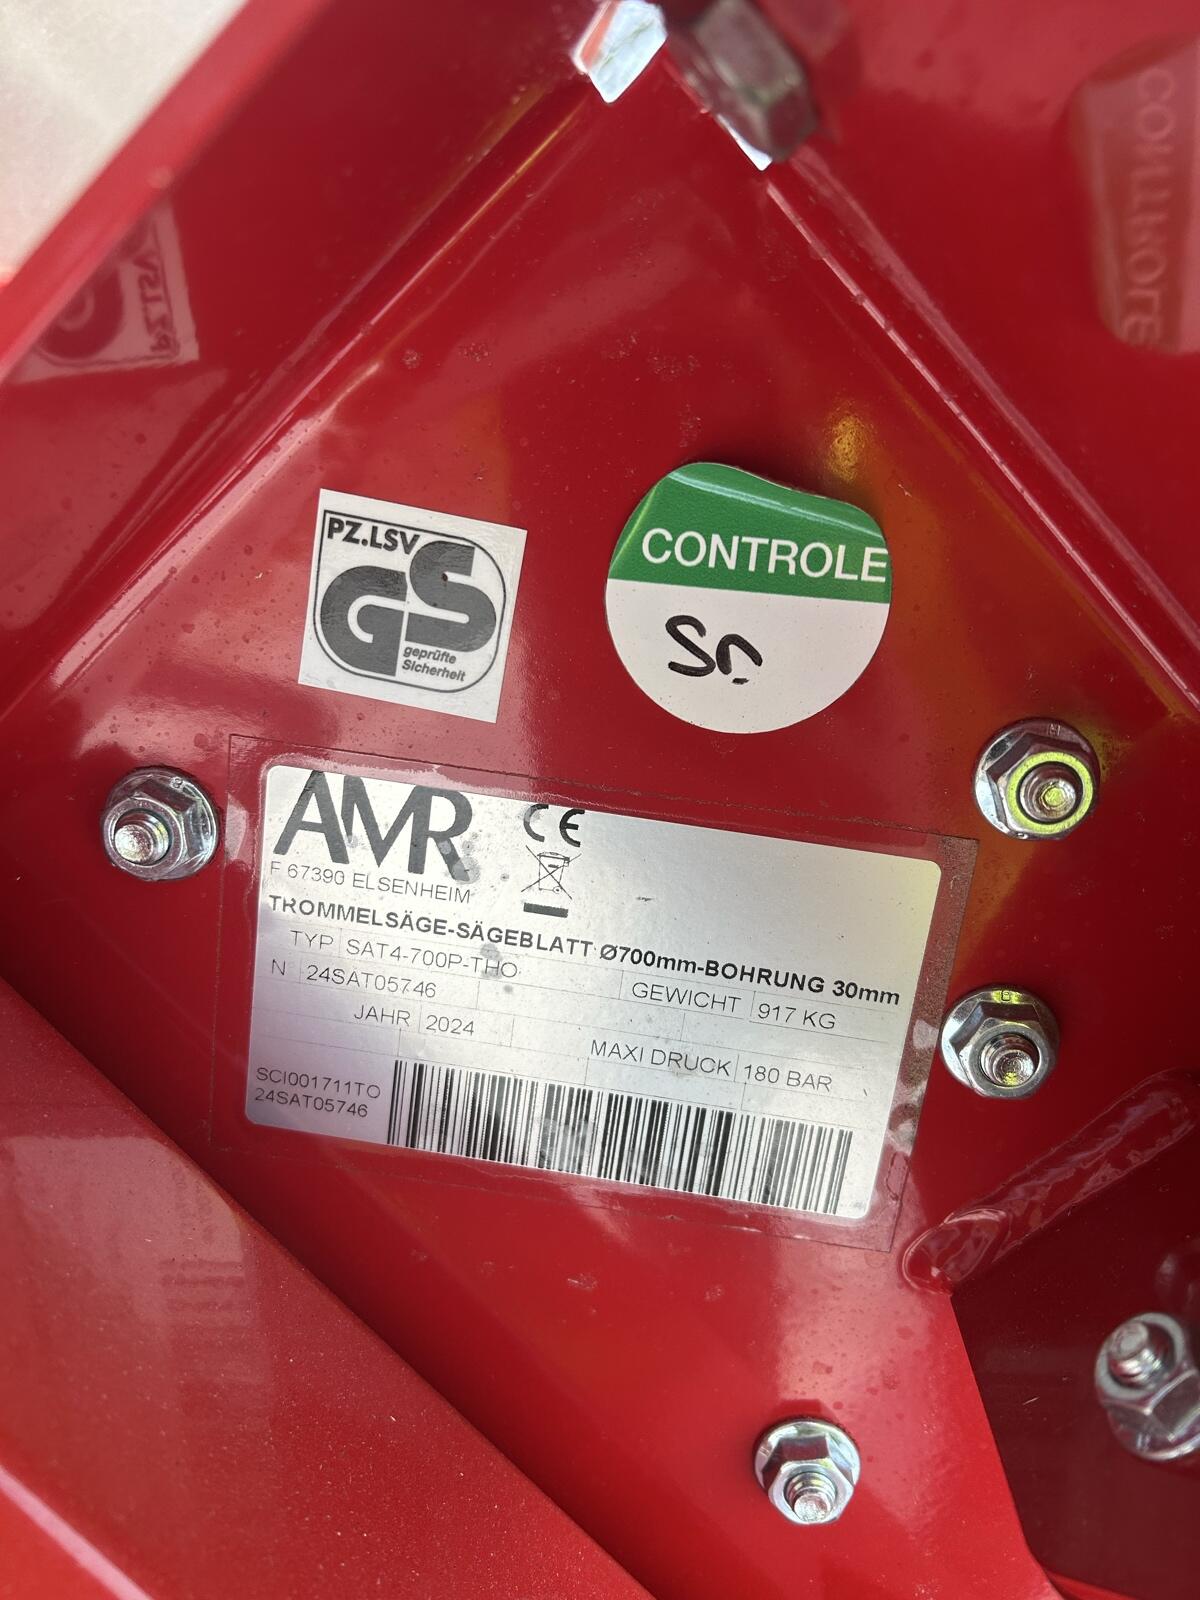 PZ.LSV
GS
geprüfte
Sicherheit
CONTROLE
AMR
CE
F 67390 ELSENHEIM
TROMMELSÄGE-SÄGEBLATT Ø700mm-BOHRUNG 30mm
TYP SAT4-700P-THO
N° 24SAT05746
GEWICHT 917 KG
JAHR 2024
MAXI DRUCK 180 BAR
SCI001711TO
24SAT05746